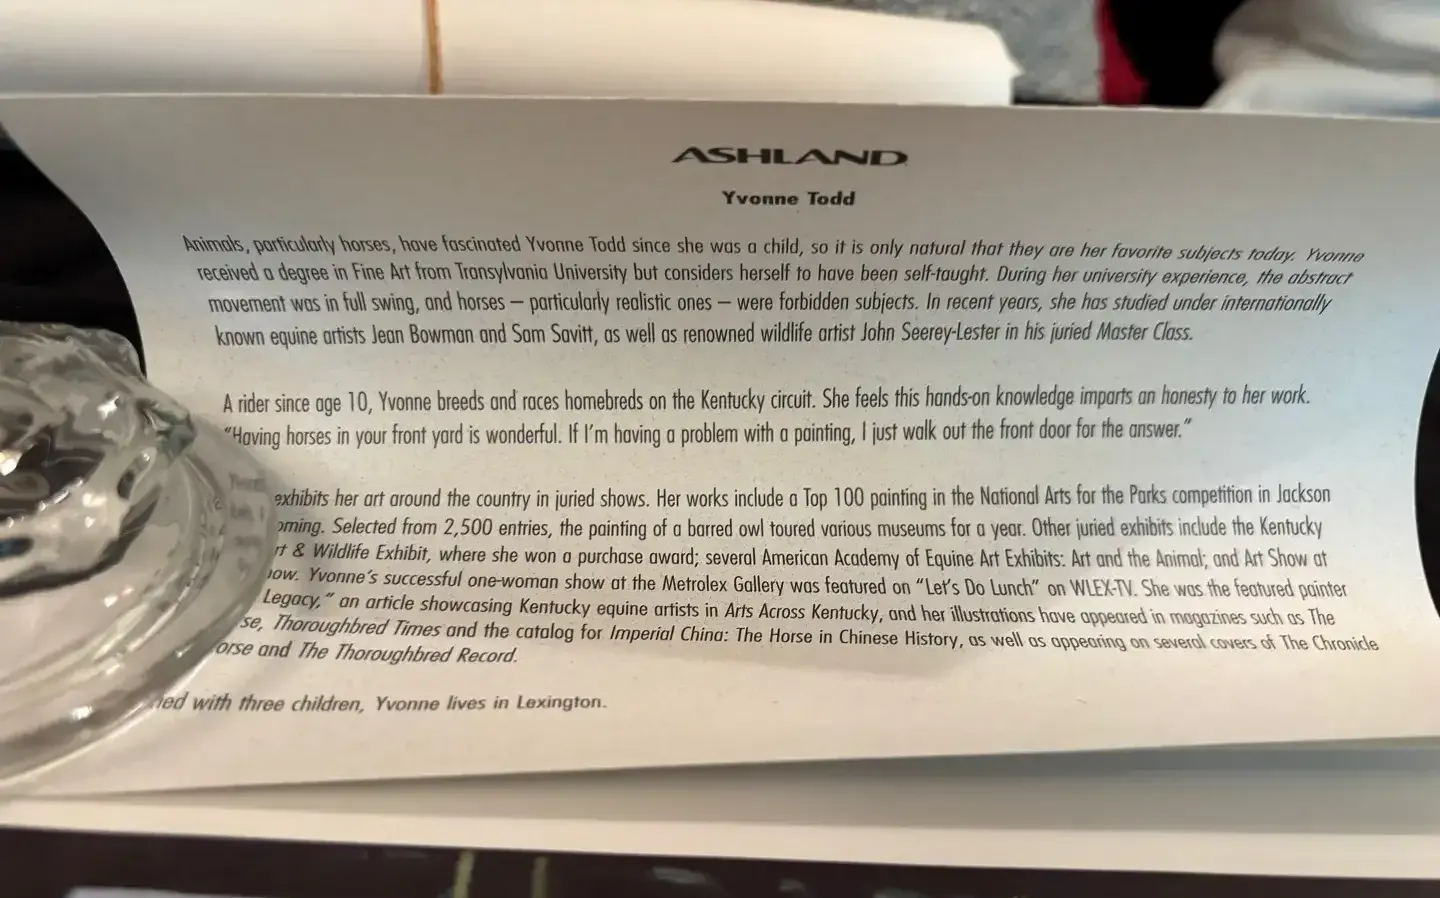 ASHLAND
Yvonne Todd
Animals, particularly horses, have fascinated Yvonne Todd since she was a child, so it is only natural that they are her favorite subjects today. Yvonne
received a degree in Fine Art from Transylvania University but considers herself to have been self-taught. During her university experience, the abstract
movement was in full swing, and horses – particularly realistic ones – were forbidden subjects. In recent years, she has studied under internationally
known equine artists Jean Bowman and Sam Savitt, as well as renowned wildlife artist John Seerey-Lester in his juried Master Class.
A rider since age 10, Yvonne breeds and races homebreds on the Kentucky circuit. She feels this hands-on knowledge imparts an honesty to her work.
"Having horses in your front yard is wonderful. If I'm having a problem with a painting, I just walk out the front door for the answer."
exhibits her art around the country in juried shows. Her works include a Top 100 painting in the National Arts for the Parks competition in Jackson
Selected from 2,500 entries, the painting of a barred owl toured various museums for a year. Other juried exhibits include the Kentucky
& Wildlife Exhibit, where she won a purchase award; several American Academy of Equine Art Exhibits: Art and the Animal; and Art Show at
Yvonne's successful one-woman show at the Metrolex Gallery was featured on "Let's Do Lunch" on WLEX-TV. She was the featured painter
Legacy," an article showcasing Kentucky equine artists in Arts Across Kentucky, and her illustrations have appeared in magazines such as The
Thoroughbred Times and the catalog for Imperial China: The Horse in Chinese History, as well as appearing on several covers of The Chronicle
and The Thoroughbred Record.
with three children, Yvonne lives in Lexington.